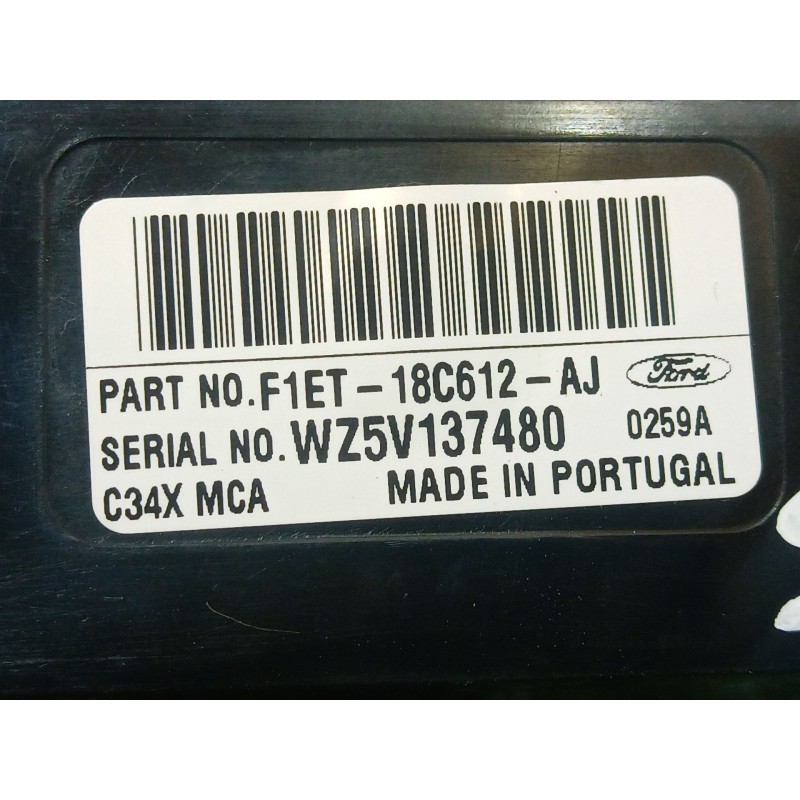 PART NO. F1ET-18C612-AJ Ford
SERIAL NO. WZ5V137480 0259A
C34X MCA MADE IN PORTUGAL